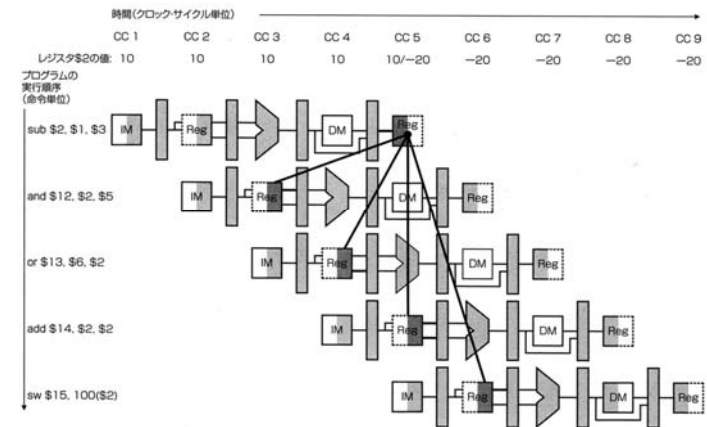 時間(クロック・サイクル単位)
CC 1 CC 2 CC 3 CC 4 CC 5 CC 6 CC 7 CC 8 CC 9
レジスタ$2の値: 10 10 10 10 10/−20 −20 −20 −20 −20
プログラムの
実行順序
(命令単位)
sub $2, $1, $3 IM Reg DM Reg
and $12, $2, $5 IM Reg DM Reg
or $13, $6, $2 IM Reg DM Reg
add $14, $2, $2 IM Reg DM Reg
sw $15, 100($2) IM Reg DM Reg